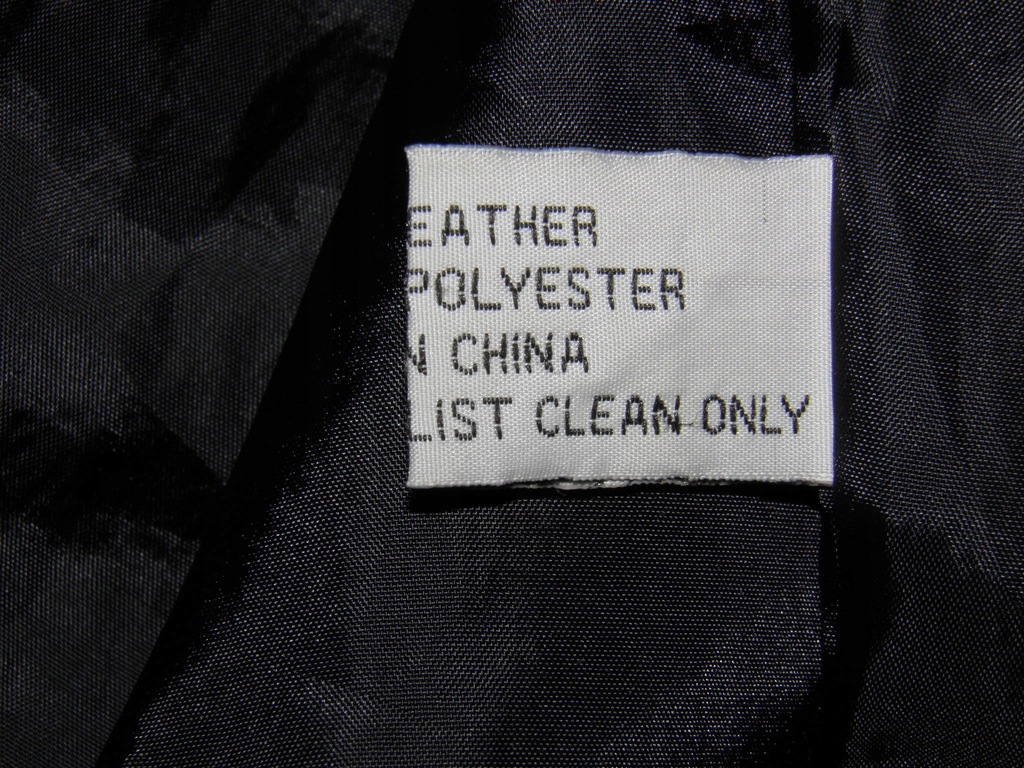 EATHER
POLYESTER
N CHINA
LIST CLEAN ONLY